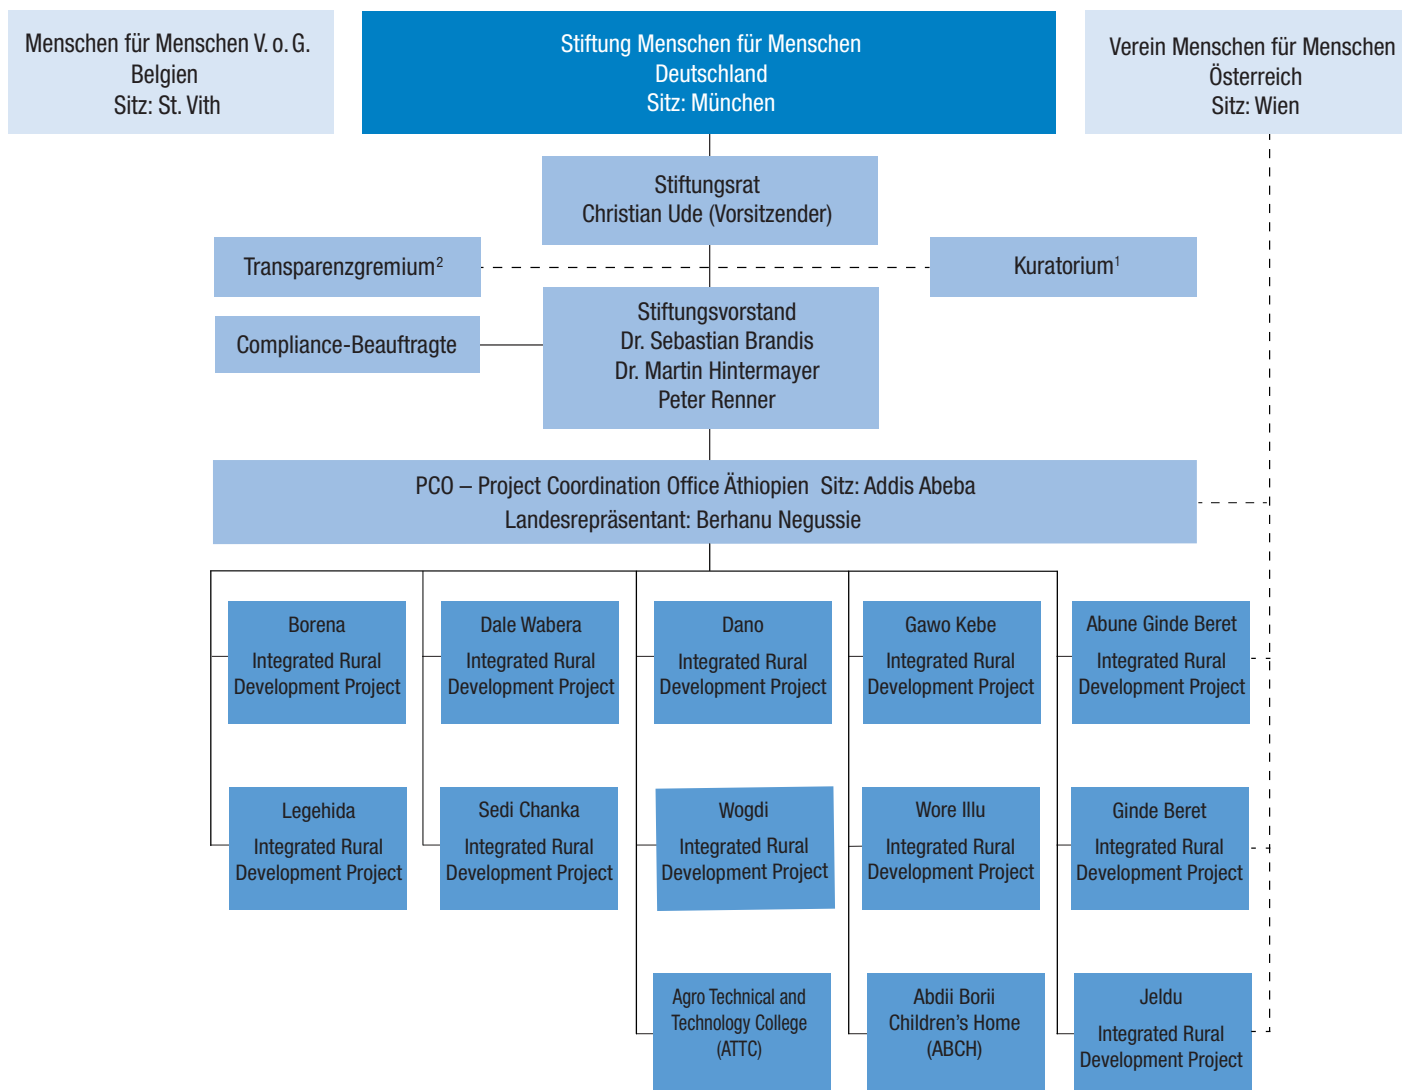 Menschen für Menschen V. o. G.
Belgien
Sitz: St. Vith
Stiftung Menschen für Menschen
Deutschland
Sitz: München
Verein Menschen für Menschen
Österreich
Sitz: Wien
Stiftungsrat
Christian Ude (Vorsitzender)
Transparenzgremium²
Kuratorium¹
Stiftungsvorstand
Dr. Sebastian Brandis
Dr. Martin Hintermayer
Peter Renner
Compliance-Beauftragte
PCO – Project Coordination Office Äthiopien Sitz: Addis Abeba
Landesrepräsentant: Berhanu Negussie
Borena
Integrated Rural
Development Project
Dale Wabera
Integrated Rural
Development Project
Dano
Integrated Rural
Development Project
Gawo Kebe
Integrated Rural
Development Project
Abune Ginde Beret
Integrated Rural
Development Project
Legehida
Integrated Rural
Development Project
Sedi Chanka
Integrated Rural
Development Project
Wogdi
Integrated Rural
Development Project
Wore Illu
Integrated Rural
Development Project
Ginde Beret
Integrated Rural
Development Project
Agro Technical and
Technology College
(ATTC)
Abdii Borii
Children’s Home
(ABCH)
Jeldu
Integrated Rural
Development Project